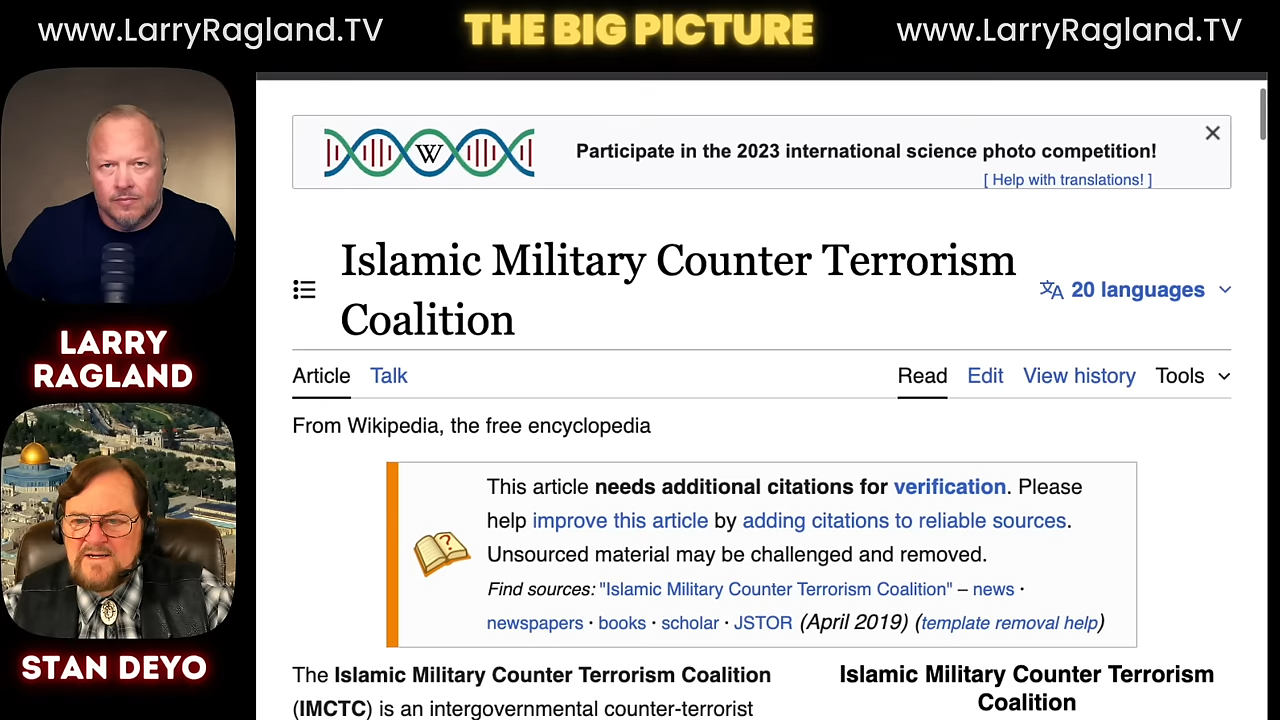 www.LarryRagland.TV
THE BIG PICTURE
www.LarryRagland.TV
LARRY
RAGLAND
STAN DEYO
W
Participate in the 2023 international science photo competition!
[ Help with translations! ]
Islamic Military Counter Terrorism
Coalition
20 languages
Article Talk
Read Edit View history Tools
From Wikipedia, the free encyclopedia
This article needs additional citations for verification. Please
help improve this article by adding citations to reliable sources.
Unsourced material may be challenged and removed.
Find sources: "Islamic Military Counter Terrorism Coalition" – news ·
newspapers · books · scholar · JSTOR (April 2019) (template removal help)
The Islamic Military Counter Terrorism Coalition
(IMCTC) is an intergovernmental counter-terrorist
Islamic Military Counter Terrorism
Coalition